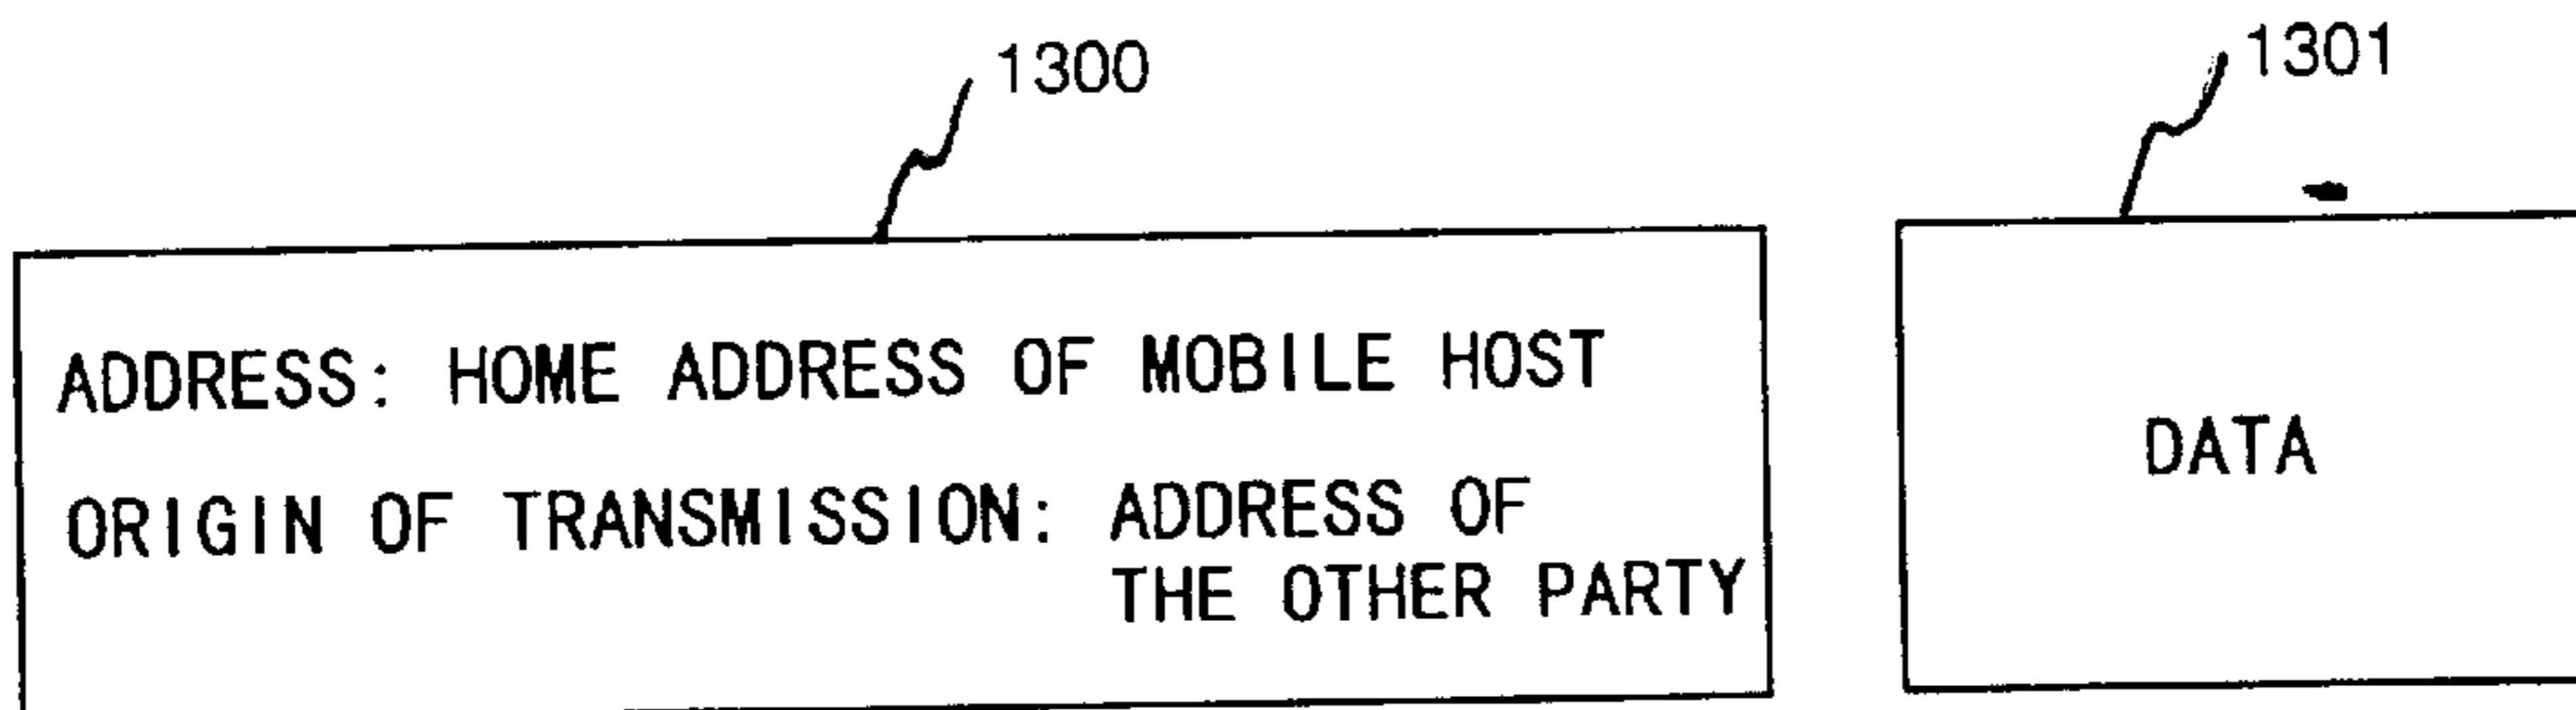 1300
1301
ADDRESS: HOME ADDRESS OF MOBILE HOST
ORIGIN OF TRANSMISSION: ADDRESS OF
THE OTHER PARTY
DATA